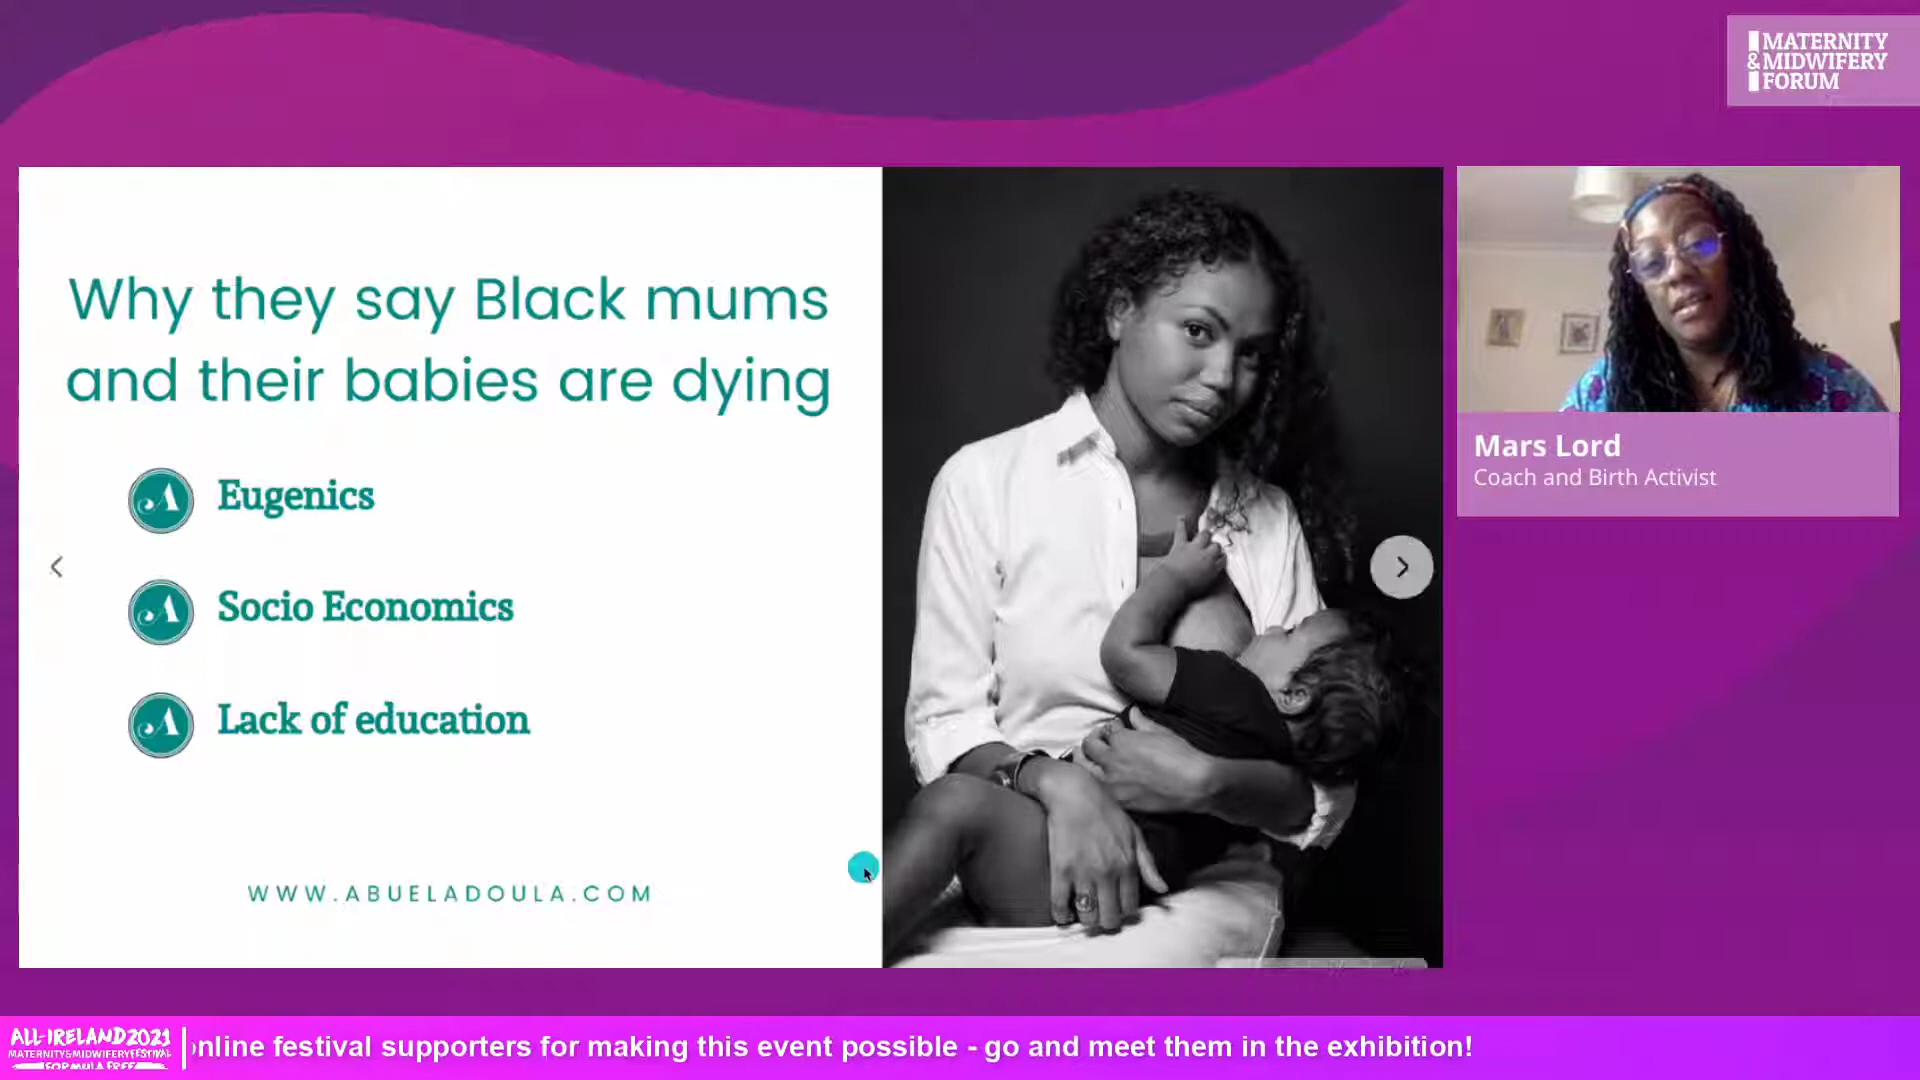 MATERNITY
&MIDWIFERY
FORUM
Why they say Black mums
and their babies are dying
Eugenics
Socio Economics
Lack of education
WWW.ABUELADOULA.COM
Mars Lord
Coach and Birth Activist
ALL-IRELAND2021
MATERNITY&MIDWIFERYFESTIVAL
FORMULA FREE
nline festival supporters for making this event possible - go and meet them in the exhibition!